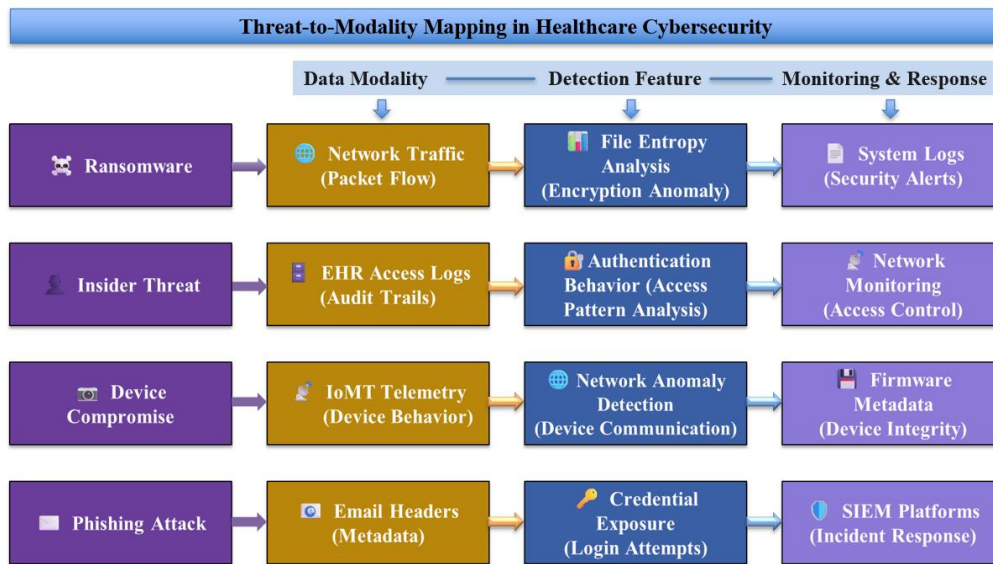 Threat-to-Modality Mapping in Healthcare Cybersecurity
Data Modality
Detection Feature
Monitoring & Response
Ransomware
Network Traffic
(Packet Flow)
File Entropy
Analysis
(Encryption Anomaly)
System Logs
(Security Alerts)
Insider Threat
EHR Access Logs
(Audit Trails)
Authentication
Behavior (Access
Pattern Analysis)
Network
Monitoring
(Access Control)
Device
Compromise
IoMT Telemetry
(Device Behavior)
Network Anomaly
Detection
(Device Communication)
Firmware
Metadata
(Device Integrity)
Phishing Attack
Email Headers
(Metadata)
Credential
Exposure
(Login Attempts)
SIEM Platforms
(Incident Response)